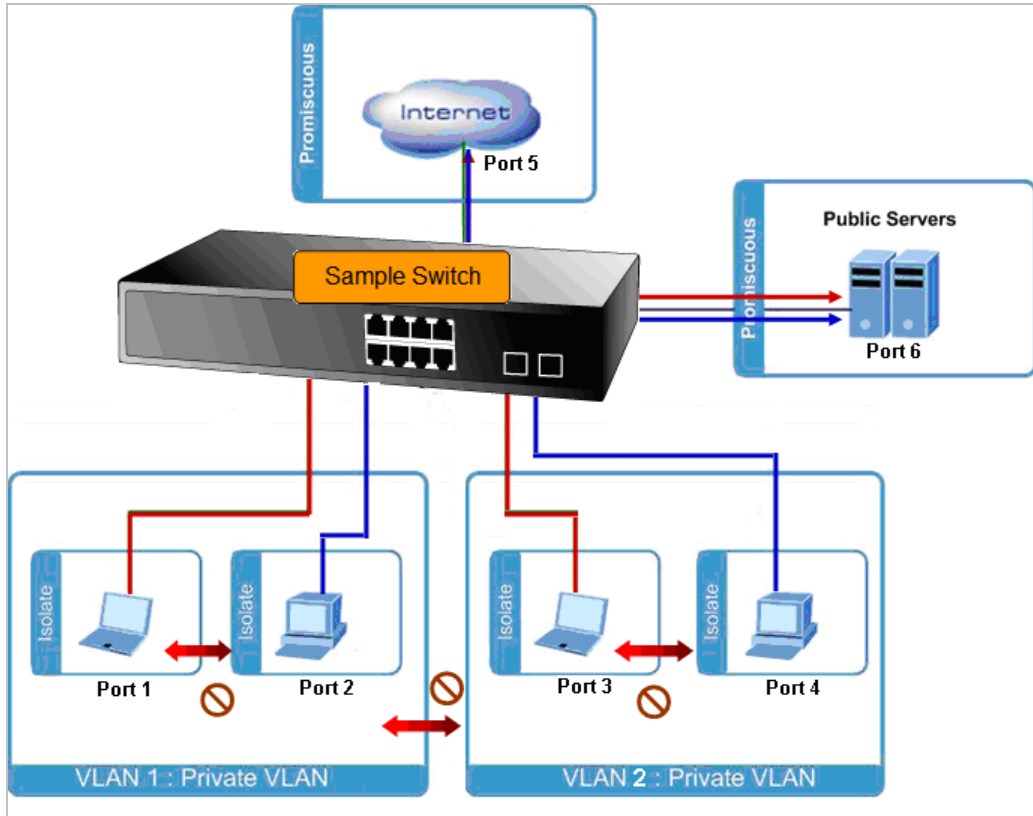 Promiscuous
Internet
Port 5
Sample Switch
Promiscuous
Public Servers
Port 6
Isolate
Port 1
Isolate
Port 2
Isolate
Port 3
Isolate
Port 4
VLAN 1 : Private VLAN
VLAN 2 : Private VLAN